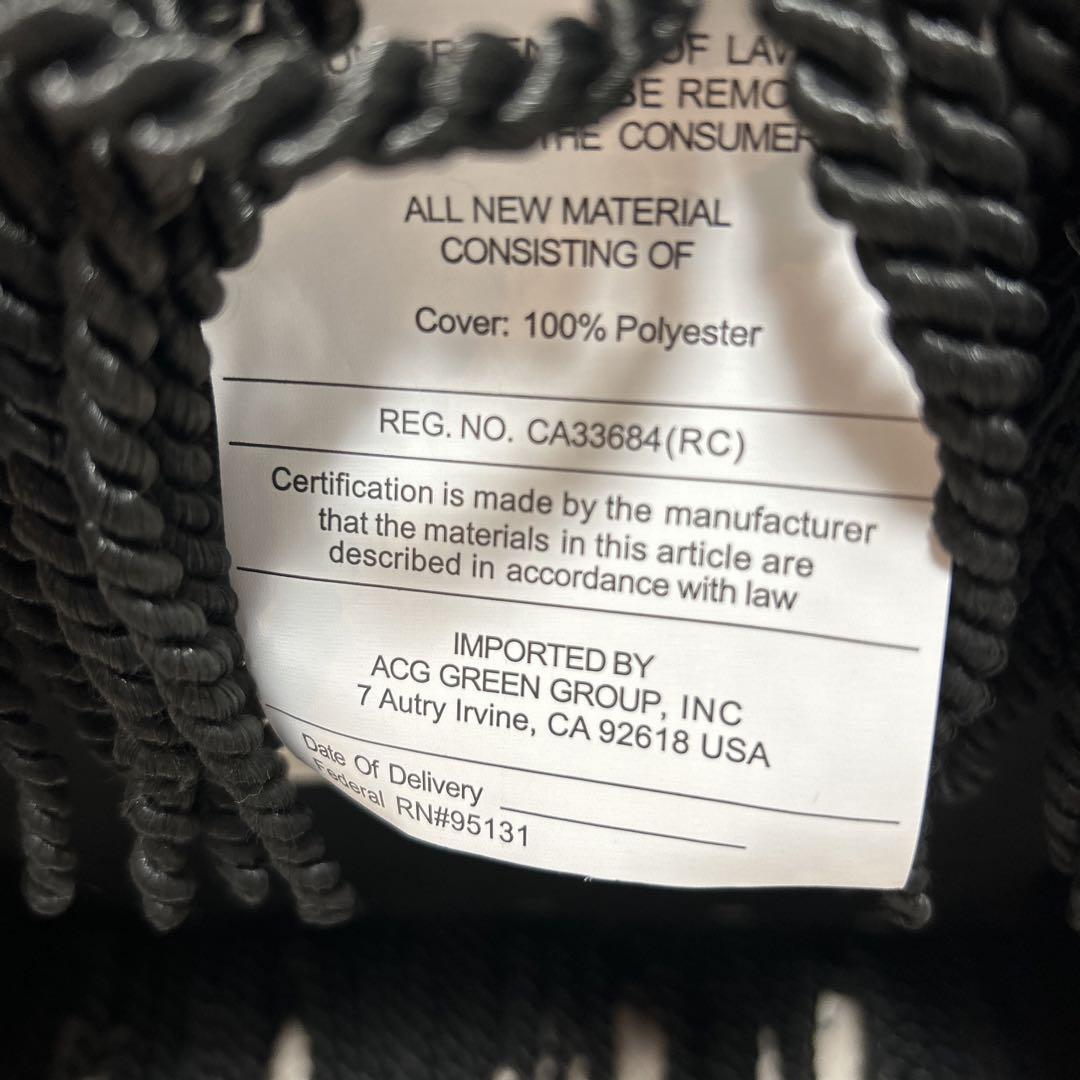 OF LAW
BE REMO
THE CONSUMER
ALL NEW MATERIAL
CONSISTING OF
Cover: 100% Polyester
REG. NO. CA33684(RC)
Certification is made by the manufacturer
that the materials in this article are
described in accordance with law
IMPORTED BY
ACG GREEN GROUP, INC
7 Autry Irvine, CA 92618 USA
Date Of Delivery
Federal RN#95131